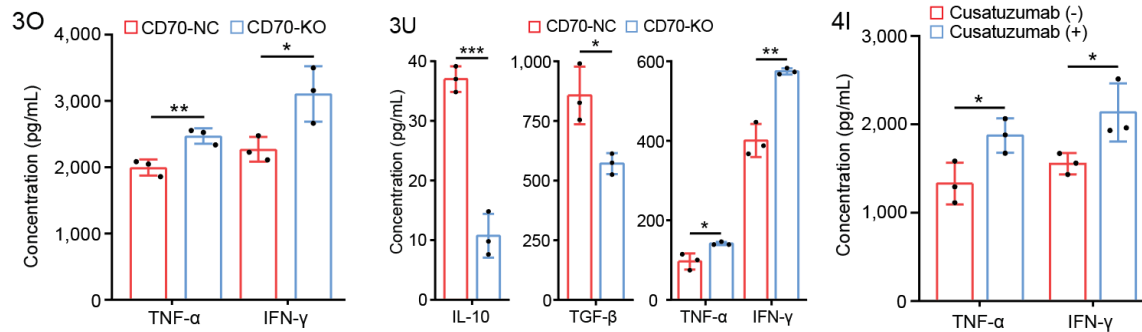 3O
CD70-NC CD70-KO
Concentration (pg/mL)
4,000
3,000
2,000
1,000
0
**
*
TNF-α IFN-γ
3U
CD70-NC CD70-KO
Concentration (pg/mL)
40
30
20
10
0
***
IL-10
1,000
750
500
250
0
*
TGF-β
600
400
200
0
*
**
TNF-α IFN-γ
4I
Cusatuzumab (-)
Cusatuzumab (+)
Concentration (pg/mL)
3,000
2,000
1,000
0
*
*
TNF-α IFN-γ